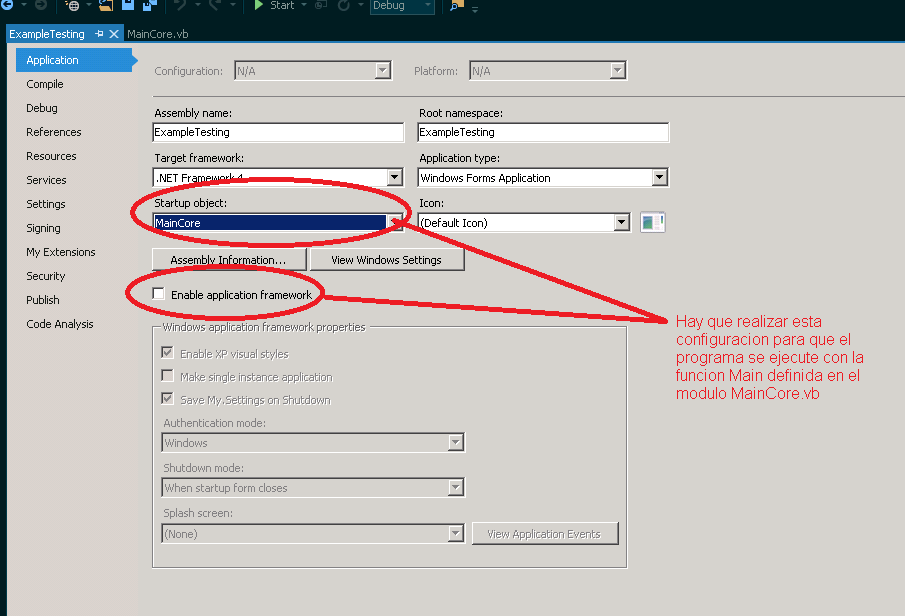 Start
Debug
ExampleTesting
MainCore.vb
Application
Compile
Debug
References
Resources
Services
Settings
Signing
My Extensions
Security
Publish
Code Analysis
Configuration: N/A
Platform: N/A
Assembly name:
Root namespace:
ExampleTesting
ExampleTesting
Target framework:
Application type:
.NET Framework 4
Windows Forms Application
Startup object:
Icon:
MainCore
(Default Icon)
Assembly Information...
View Windows Settings
Enable application framework
Windows application framework properties
Enable XP visual styles
Make single instance application
Save My.Settings on Shutdown
Authentication mode:
Windows
Shutdown mode:
When startup form closes
Splash screen:
(None)
View Application Events
Hay que realizar esta
configuracion para que el
programa se ejecute con la
funcion Main definida en el
modulo MainCore.vb